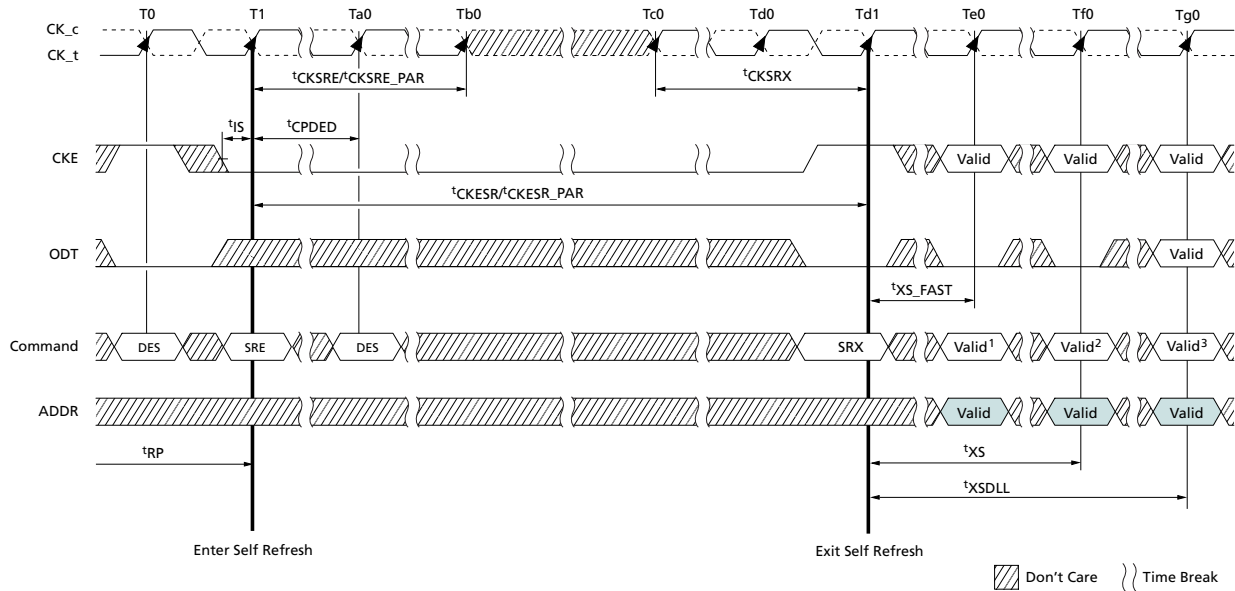 T0 T1 Ta0 Tb0 Tc0 Td0 Td1 Te0 Tf0 Tg0
CK_c
CK_t
tCKSRE/tCKSRE_PAR tCKSRX
tIS tCPDED
CKE Valid Valid Valid
tCKESR/tCKESR_PAR
ODT Valid
tXS_FAST
Command DES SRE DES SRX Valid1 Valid2 Valid3
ADDR Valid Valid Valid
tRP tXS
tXSDLL
Enter Self Refresh Exit Self Refresh
Don't Care Time Break